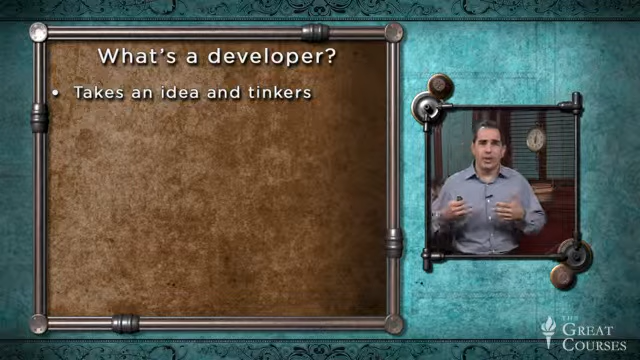 What's a developer?
• Takes an idea and tinkers
THE
GREAT
COURSES